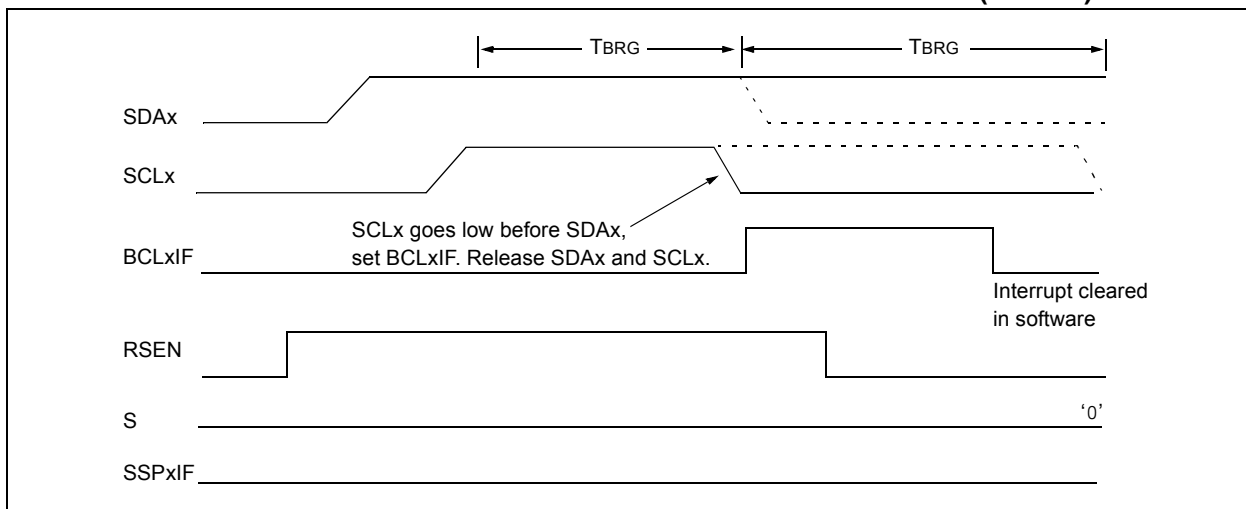 TBRG TBRG
SDAx
SCLx
SCLx goes low before SDAx,
set BCLxIF. Release SDAx and SCLx.
BCLxIF
Interrupt cleared
in software
RSEN
S
‘0’
SSPxIF